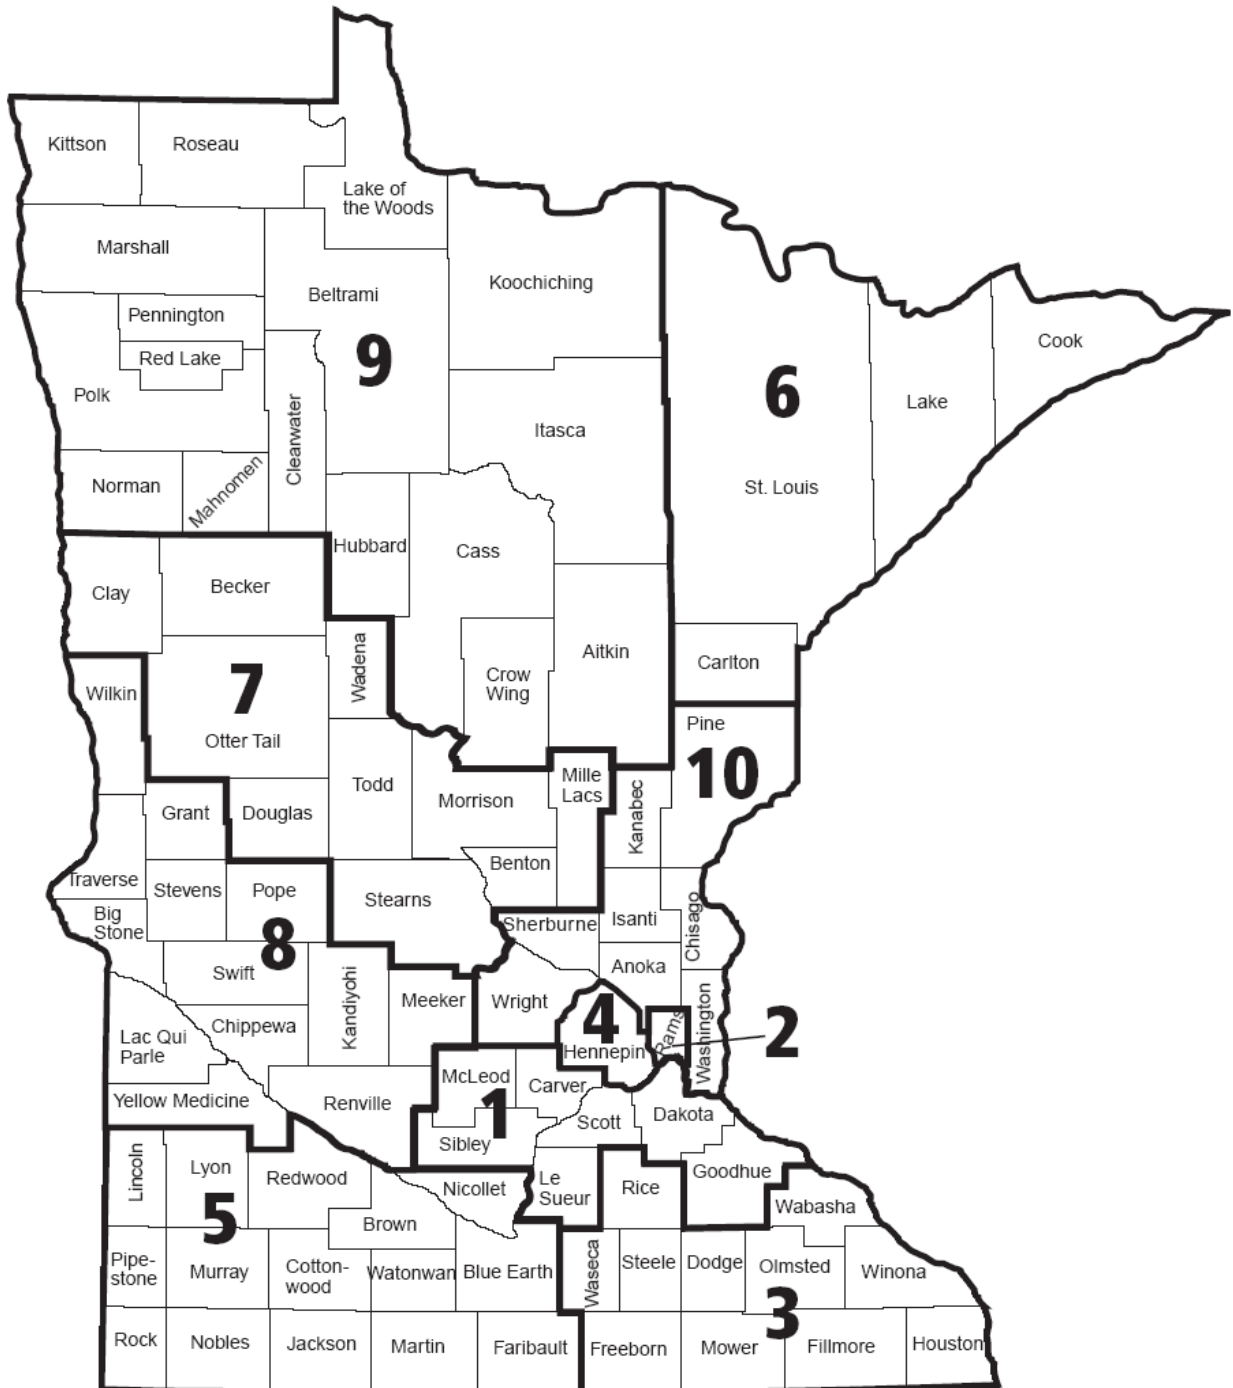 Kittson
Roseau
Lake of
the Woods
Marshall
Koochiching
Beltrami
Pennington
Red Lake
9
Cook
6
Polk
Lake
Clearwater
Itasca
Norman
Mahnomen
St. Louis
Hubbard
Cass
Clay
Becker
Wadena
Aitkin
Carlton
Crow
Wing
Wilkin
7
Otter Tail
Pine
10
Mille
Lacs
Todd
Morrison
Kanabec
Grant
Douglas
Benton
Traverse
Stevens
Pope
Stearns
Big
Stone
Sherburne
Isanti
Chisago
8
Swift
Anoka
Kandiyohi
Meeker
Wright
4
Hennepin
Rams
Washington
2
Chippewa
Lac Qui
Parle
McLeod
Carver
1
Yellow Medicine
Renville
Scott
Dakota
Sibley
Lincoln
Lyon
Redwood
Nicollet
Le
Sueur
Rice
Goodhue
Wabasha
5
Brown
Pipe-
stone
Murray
Cotton-
wood
Watonwan
Blue Earth
Waseca
Steele
Dodge
Olmsted
Winona
3
Rock
Nobles
Jackson
Martin
Faribault
Freeborn
Mower
Fillmore
Houston